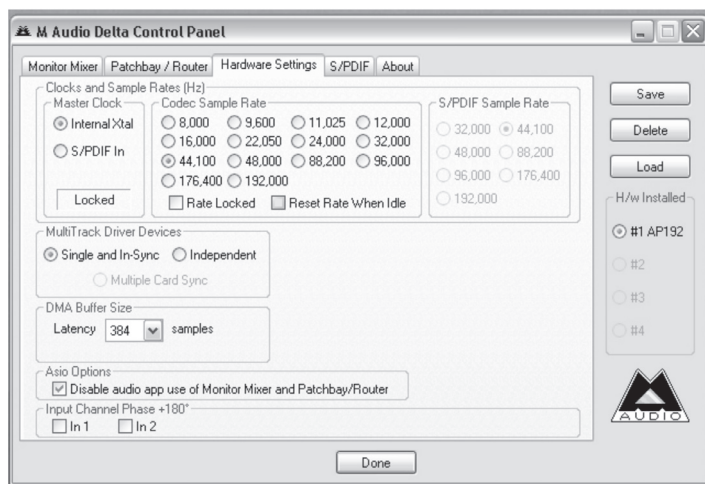 M Audio Delta Control Panel
Monitor Mixer Patchbay / Router Hardware Settings S/PDIF About
Clocks and Sample Rates (Hz)
Master Clock
Internal Xtal
S/PDIF In
Locked
Codec Sample Rate
8,000 9,600 11,025 12,000
16,000 22,050 24,000 32,000
44,100 48,000 88,200 96,000
176,400 192,000
Rate Locked Reset Rate When Idle
S/PDIF Sample Rate
32,000 44,100
48,000 88,200
96,000 176,400
192,000
MultiTrack Driver Devices
Single and In-Sync Independent
Multiple Card Sync
DMA Buffer Size
Latency 384 samples
Asio Options
Disable audio app use of Monitor Mixer and Patchbay/Router
Input Channel Phase +180°
In 1 In 2
Save
Delete
Load
H/w Installed
#1 AP192
#2
#3
#4
M AUDIO
Done